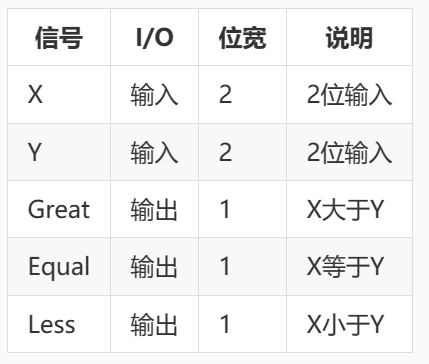 信号 I/O 位宽 说明
X 输入 2 2位输入
Y 输入 2 2位输入
Great 输出 1 X大于Y
Equal 输出 1 X等于Y
Less 输出 1 X小于Y